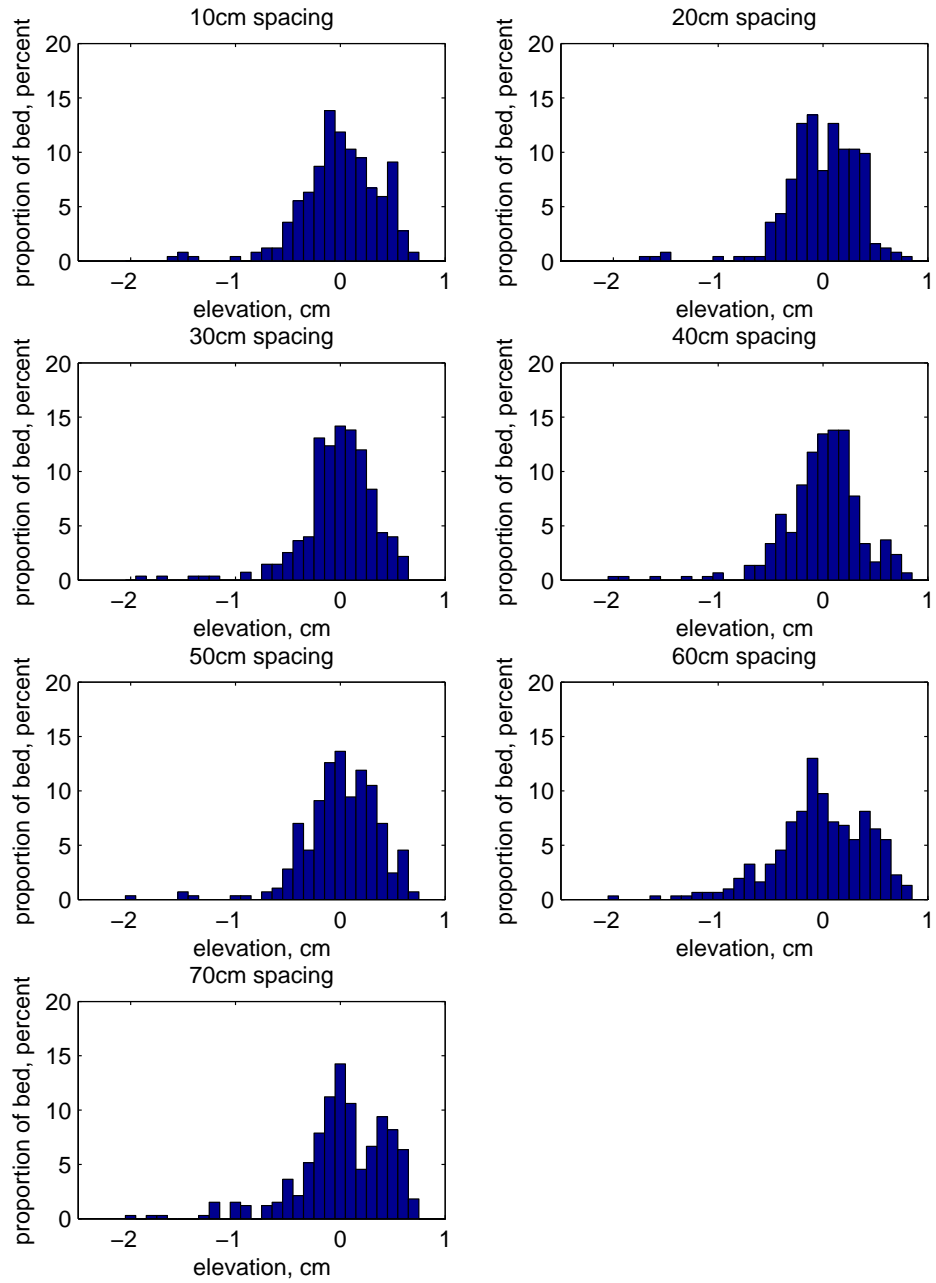 10cm spacing
proportion of bed, percent
20
15
10
5
0
−2 −1 0 1
elevation, cm
20cm spacing
proportion of bed, percent
20
15
10
5
0
−2 −1 0 1
elevation, cm
30cm spacing
proportion of bed, percent
20
15
10
5
0
−2 −1 0 1
elevation, cm
40cm spacing
proportion of bed, percent
20
15
10
5
0
−2 −1 0 1
elevation, cm
50cm spacing
proportion of bed, percent
20
15
10
5
0
−2 −1 0 1
elevation, cm
60cm spacing
proportion of bed, percent
20
15
10
5
0
−2 −1 0 1
elevation, cm
70cm spacing
proportion of bed, percent
20
15
10
5
0
−2 −1 0 1
elevation, cm